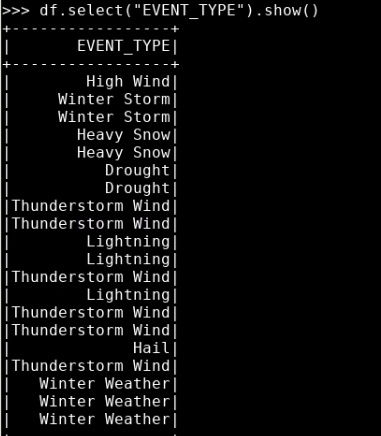 >>> df.select("EVENT_TYPE").show()
+-----------------+
|       EVENT_TYPE|
+-----------------+
|        High Wind|
|     Winter Storm|
|     Winter Storm|
|       Heavy Snow|
|       Heavy Snow|
|          Drought|
|          Drought|
|Thunderstorm Wind|
|Thunderstorm Wind|
|        Lightning|
|        Lightning|
|Thunderstorm Wind|
|        Lightning|
|Thunderstorm Wind|
|Thunderstorm Wind|
|             Hail|
|Thunderstorm Wind|
|   Winter Weather|
|   Winter Weather|
|   Winter Weather|